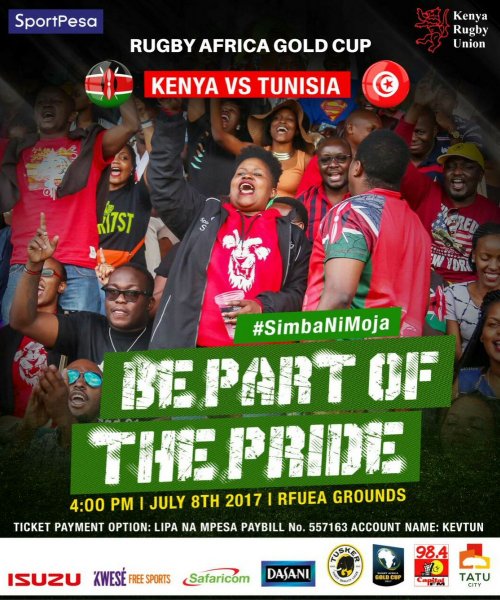 SportPesa
Kenya
Rugby
Union
RUGBY AFRICA GOLD CUP
KENYA VS TUNISIA
#SimbaNiMoja
BE PART OF
THE PRIDE
4:00 PM | JULY 8TH 2017 | RFUEA GROUNDS
TICKET PAYMENT OPTION: LIPA NA MPESA PAYBILL No. 557163 ACCOUNT NAME: KEVTUN
ISUZU
KWESÉ FREE SPORTS
Safaricom
DASANI
TUSKER
GOLD CUP
98.4
Capital FM
TATU
CITY
NEW YORK